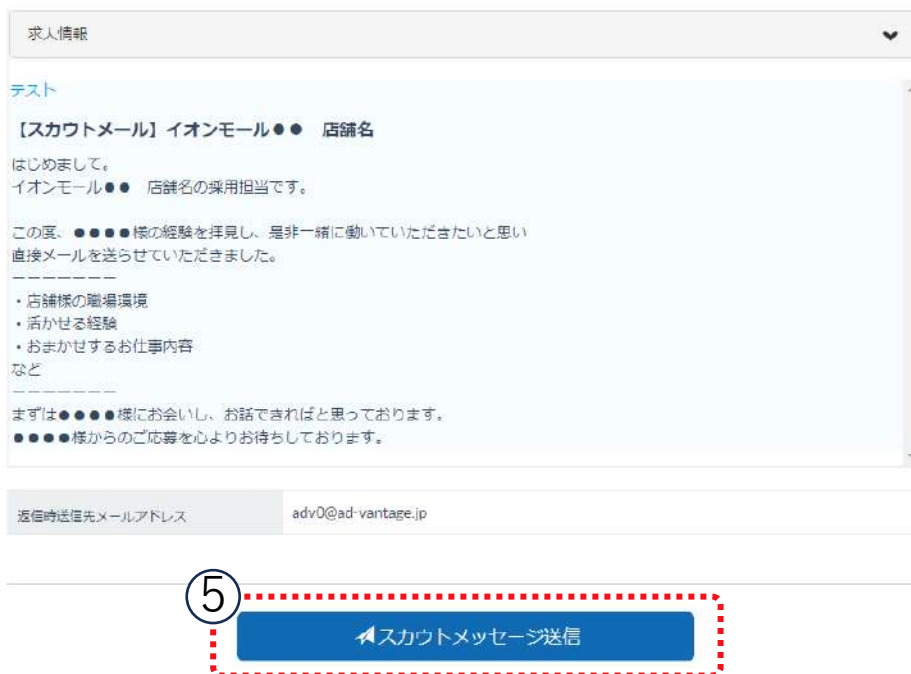 求人情報
テスト
【スカウトメール】イオンモール●● 店舗名
はじめまして。
イオンモール●● 店舗名の採用担当です。
この度、●●●●様の経験を拝見し、是非一緒に働いていただきたいと思い
直接メールを送らせていただきました。
ーーーーーーー
・店舗様の職場環境
・活かせる経験
・おまかせするお仕事内容
など
ーーーーーーー
まずは●●●●様にお会いし、お話できればと思っております。
●●●●様からのご応募を心よりお待ちしております。
返信時送信先メールアドレス adv0@ad-vantage.jp
⑤
スカウトメッセージ送信